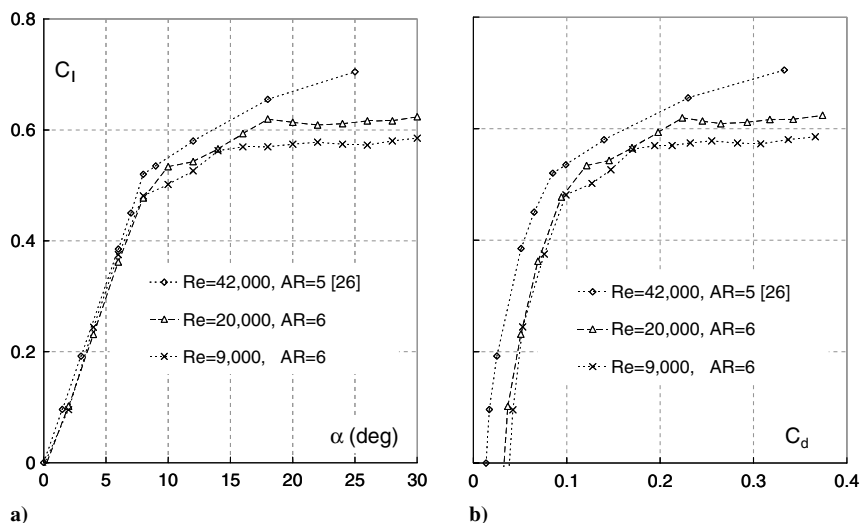 0.8
C_l
0.6
0.4
Re=42,000, AR=5 [26]
Re=20,000, AR=6
Re=9,000, AR=6
0.2
α (deg)
0
0 5 10 15 20 25 30
a)
Re=42,000, AR=5 [26]
Re=20,000, AR=6
Re=9,000, AR=6
C_d
0 0.1 0.2 0.3 0.4
b)